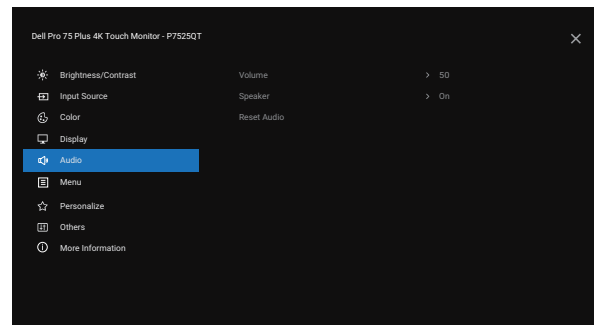 Dell Pro 75 Plus 4K Touch Monitor - P7525QT
Brightness/Contrast Volume 50
Input Source Speaker On
Color Reset Audio
Display
Audio
Menu
Personalize
Others
More Information